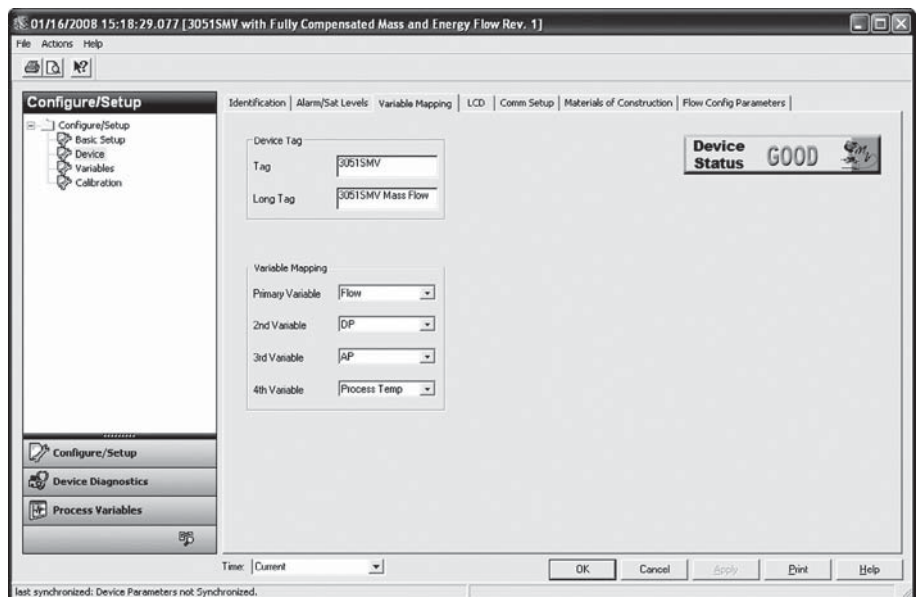 01/16/2008 15:18:29.077 [3051SMV with Fully Compensated Mass and Energy Flow Rev. 1]
File Actions Help
Configure/Setup
Configure/Setup
Basic Setup
Device
Variables
Calibration
Configure/Setup
Device Diagnostics
Process Variables
Identification Alarm/Sat Levels Variable Mapping LCD Comm Setup Materials of Construction Flow Config Parameters
Device Tag
Tag 3051SMV
Long Tag 3051SMV Mass Flow
Device Status GOOD
Variable Mapping
Primary Variable Flow
2nd Variable DP
3rd Variable AP
4th Variable Process Temp
Time: Current
OK Cancel Apply Print Help
last synchronized: Device Parameters not Synchronized.